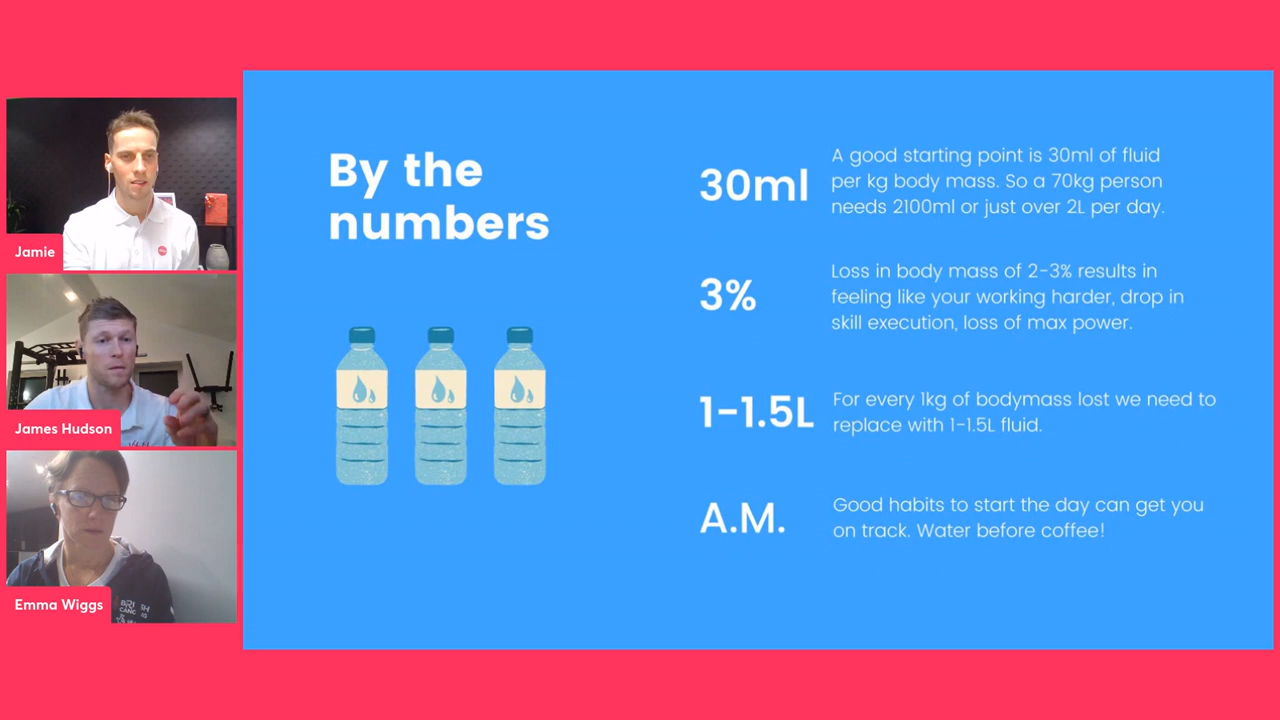 By the
numbers
30ml
A good starting point is 30ml of fluid
per kg body mass. So a 70kg person
needs 2100ml or just over 2L per day.
3%
Loss in body mass of 2-3% results in
feeling like your working harder, drop in
skill execution, loss of max power.
1-1.5L
For every 1kg of bodymass lost we need to
replace with 1-1.5L fluid.
A.M.
Good habits to start the day can get you
on track. Water before coffee!
Jamie
James Hudson
Emma Wiggs